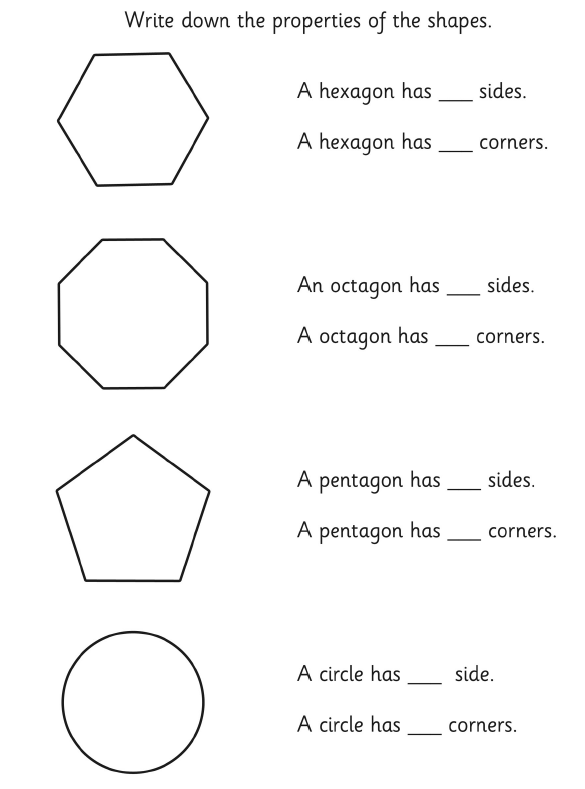 Write down the properties of the shapes.
A hexagon has ___ sides.
A hexagon has ___ corners.
An octagon has ___ sides.
A octagon has ___ corners.
A pentagon has ___ sides.
A pentagon has ___ corners.
A circle has ___ side.
A circle has ___ corners.